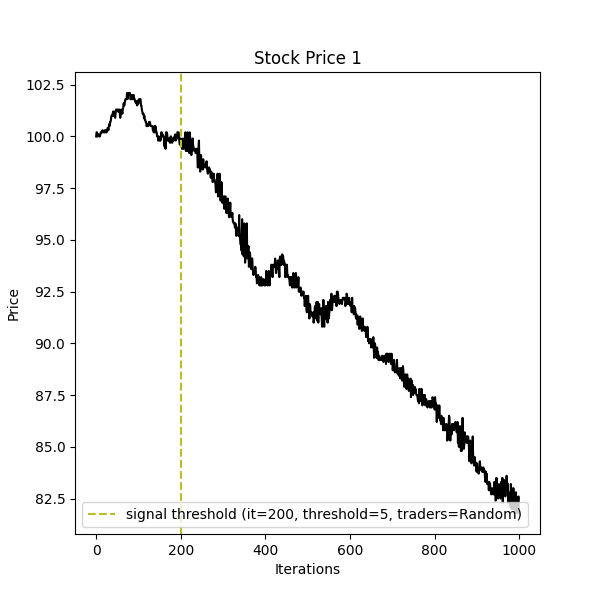 Stock Price 1
102.5
100.0
97.5
95.0
92.5
90.0
87.5
85.0
82.5
Price
signal threshold (it=200, threshold=5, traders=Random)
0 200 400 600 800 1000
Iterations